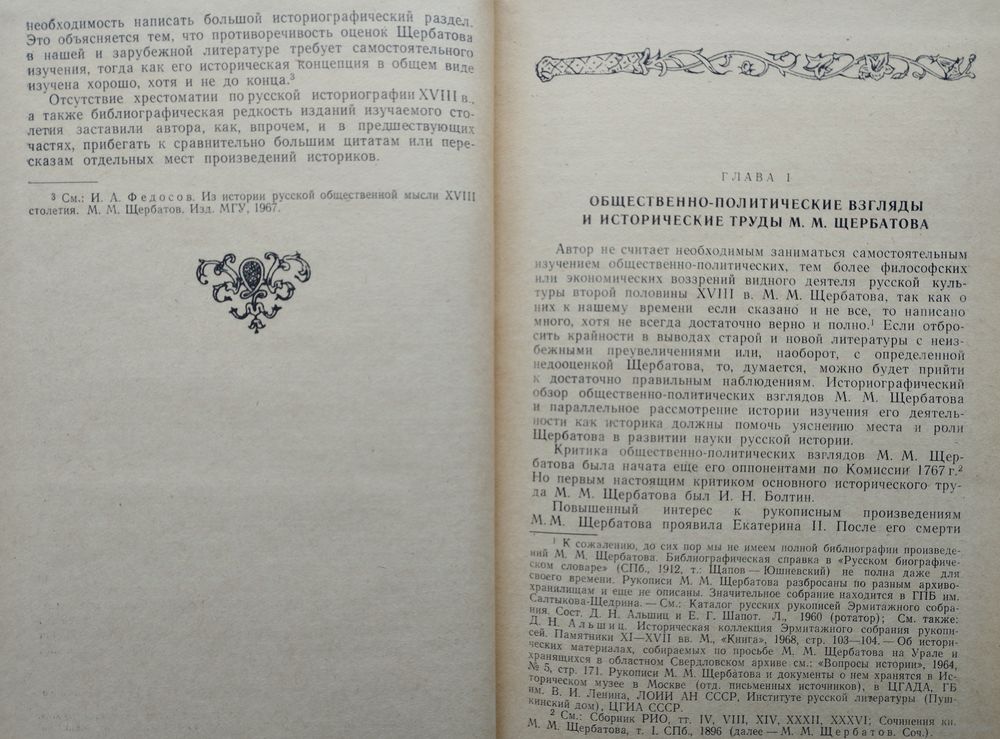 необходимость написать большой историографический раздел.
Это объясняется тем, что противоречивость оценок Щербатова
в нашей и зарубежной литературе требует самостоятельного
изучения, тогда как его историческая концепция в общем виде
изучена хорошо, хотя и не до конца.³
Отсутствие хрестоматии по русской историографии XVIII в.,
а также библиографическая редкость изданий изучаемого сто-
летия заставили автора, как, впрочем, и в предшествующих
частях, прибегать к сравнительно большим цитатам или пере-
сказам отдельных мест произведений историков.
³ См.: И. А. Федосов. Из истории русской общественной мысли XVIII
столетия. М. М. Щербатов. Изд. МГУ, 1967.
ГЛАВА I
ОБЩЕСТВЕННО-ПОЛИТИЧЕСКИЕ ВЗГЛЯДЫ
И ИСТОРИЧЕСКИЕ ТРУДЫ М. М. ЩЕРБАТОВА
Автор не считает необходимым заниматься самостоятельным
изучением общественно-политических, тем более философских
или экономических воззрений видного деятеля русской куль-
туры второй половины XVIII в. М. М. Щербатова, так как о
них к нашему времени если сказано и не все, то написано
много, хотя не всегда достаточно верно и полно.¹ Если отбро-
сить крайности в выводах старой и новой литературы с неиз-
бежными преувеличениями или, наоборот, с определенной
недооценкой Щербатова, то, думается, можно будет прийти
к достаточно правильным наблюдениям. Историографический
обзор общественно-политических взглядов М. М. Щербатова
и параллельное рассмотрение истории изучения его деятель-
ности как историка должны помочь уяснению места и роли
Щербатова в развитии науки русской истории.
Критика общественно-политических взглядов М. М. Щер-
батова была начата еще его оппонентами по Комиссии 1767 г.²
Но первым настоящим критиком основного исторического тру-
да М. М. Щербатова был И. Н. Болтин.
Повышенный интерес к рукописным произведениям
М. М. Щербатова проявила Екатерина II. После его смерти
¹ К сожалению, до сих пор мы не имеем полной библиографии произведе-
ний М. М. Щербатова. Библиографическая справка в «Русском биографиче-
ском словаре» (СПб., 1912, т.: Щапов — Юшневский) не полна даже для
своего времени. Рукописи М. М. Щербатова разбросаны по разным архиво-
хранилищам и еще не описаны. Значительное собрание находится в ГПБ им.
Салтыкова-Щедрина. — См.: Каталог русских рукописей Эрмитажного собра-
ния. Сост. Д. Н. Альшиц и Е. Г. Шапот. Л., 1960 (ротатор); См. также:
Д. Н. Альшиц. Историческая коллекция Эрмитажного собрания рукопи-
сей. Памятники XI—XVII вв. М., «Книга», 1968, стр. 103—104. — Об истори-
ческих материалах, собираемых по просьбе М. М. Щербатова на Урале и
хранящихся в областном Свердловском архиве см.: «Вопросы истории», 1964,
№ 5, стр. 171. Рукописи М. М. Щербатова и документы о нем хранятся в Ис-
торическом музее в Москве (отд. письменных источников), в ЦГАДА, ГБ
им. В. И. Ленина, ЛОИИ АН СССР, Институте русской литературы (Пуш-
кинский дом), ЦГИА СССР.
² См.: Сборник РИО, тт. IV, VIII, XIV, XXXII, XXXVI; Сочинения кн.
М. М. Щербатова, т. I. СПб., 1896 (далее — М. М. Щербатов. Соч.).